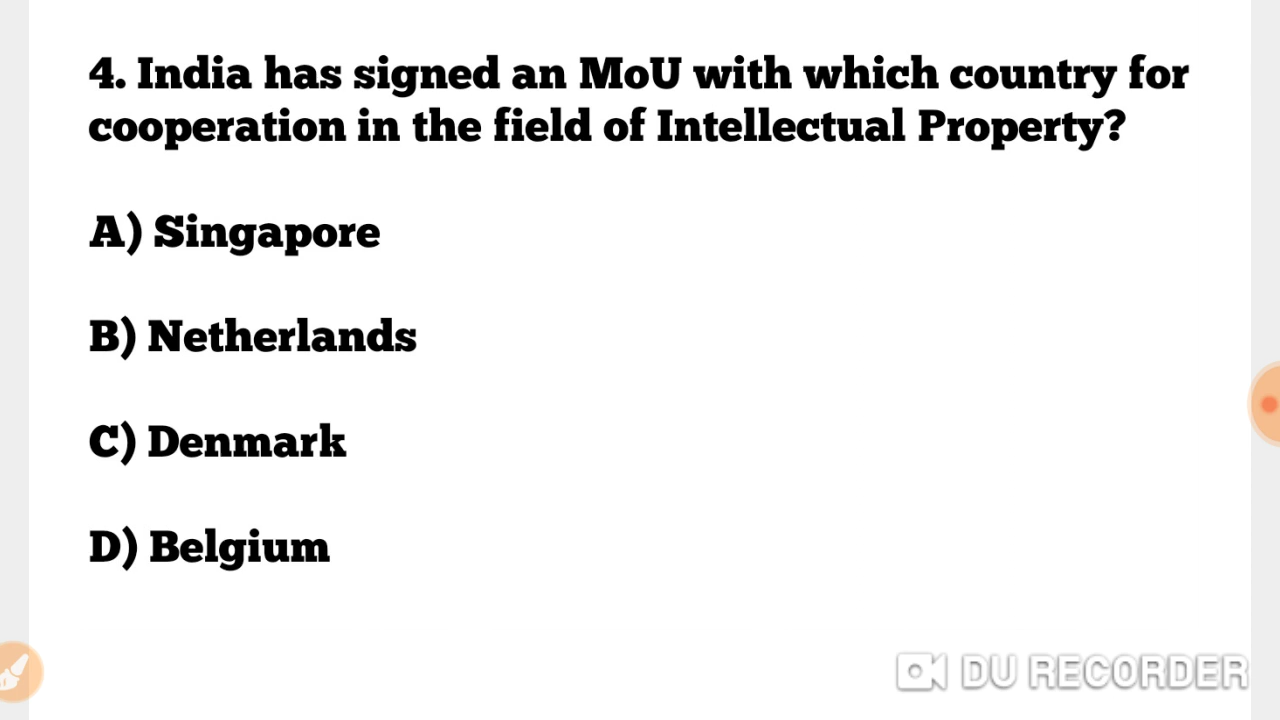 4. India has signed an MoU with which country for
cooperation in the field of Intellectual Property?
A) Singapore
B) Netherlands
C) Denmark
D) Belgium
DU RECORDER